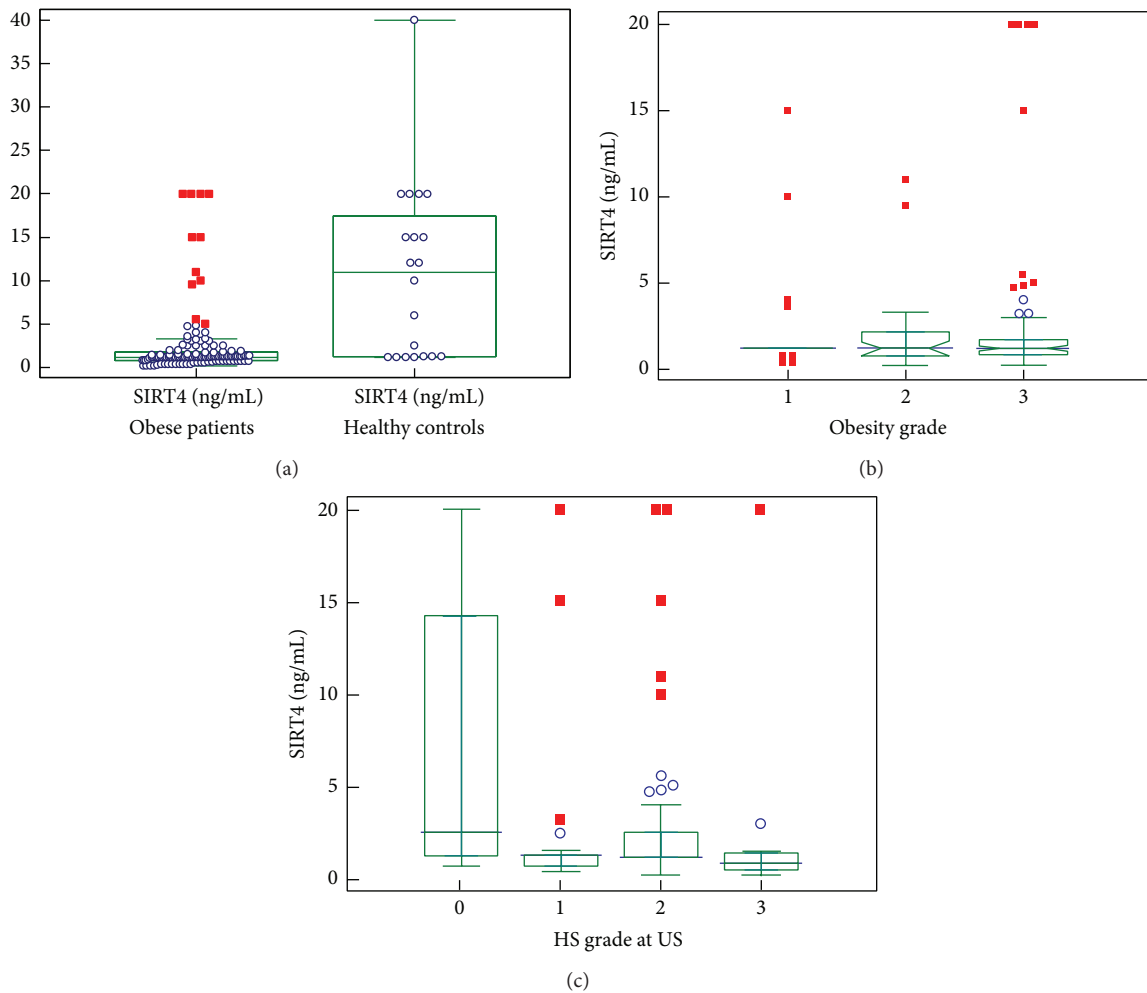 40
35
30
25
20
15
10
5
0
SIRT4 (ng/mL) SIRT4 (ng/mL)
Obese patients Healthy controls
(a)
20
15
10
5
0
SIRT4 (ng/mL)
1 2 3
Obesity grade
(b)
20
15
10
5
0
SIRT4 (ng/mL)
0 1 2 3
HS grade at US
(c)